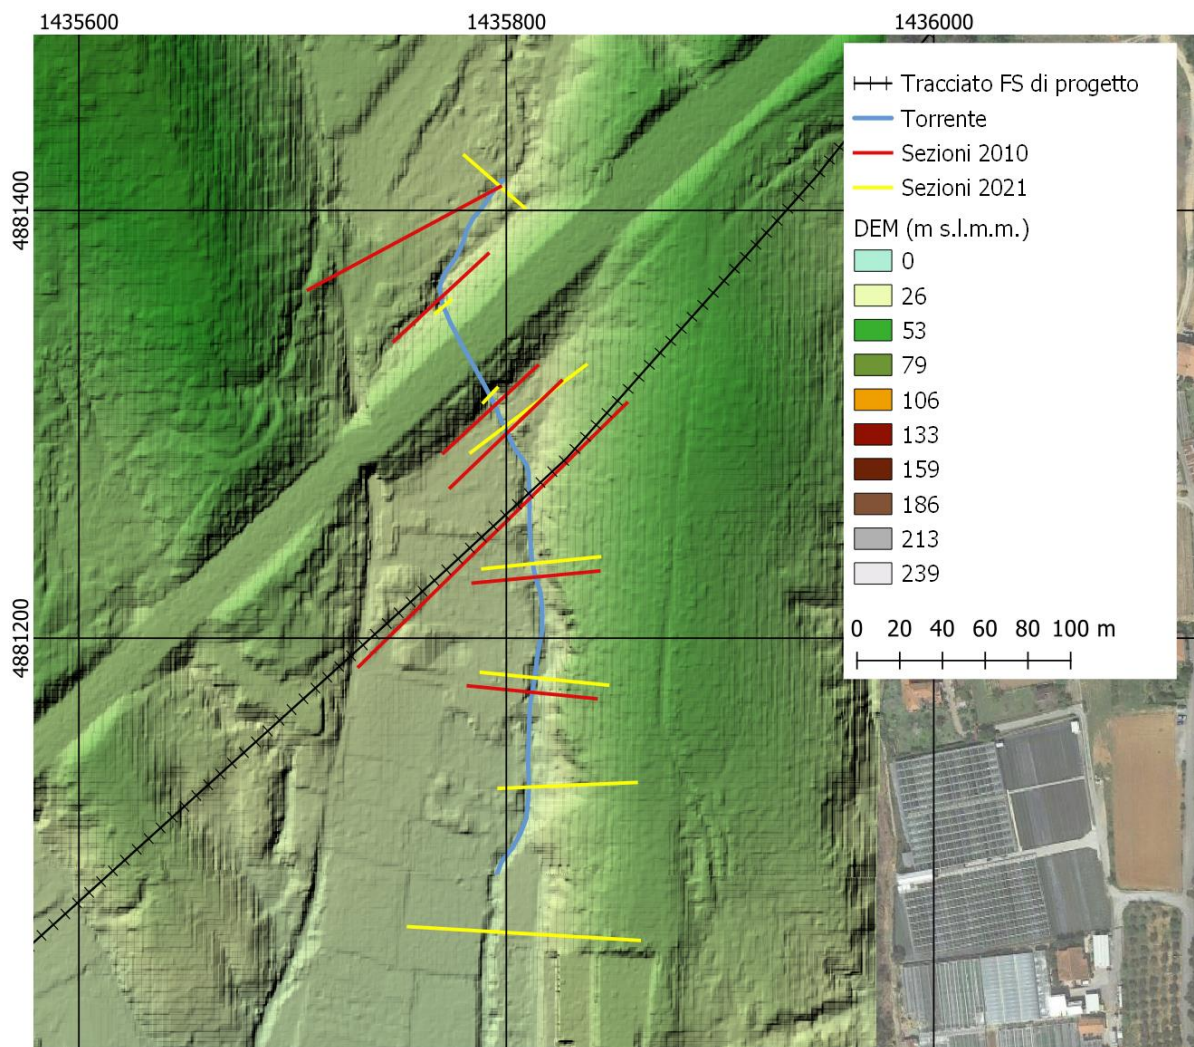 1435600
1435800
1436000
4881400
4881200
Tracciato FS di progetto
Torrente
Sezioni 2010
Sezioni 2021
DEM (m s.l.m.m.)
0
26
53
79
106
133
159
186
213
239
0 20 40 60 80 100 m